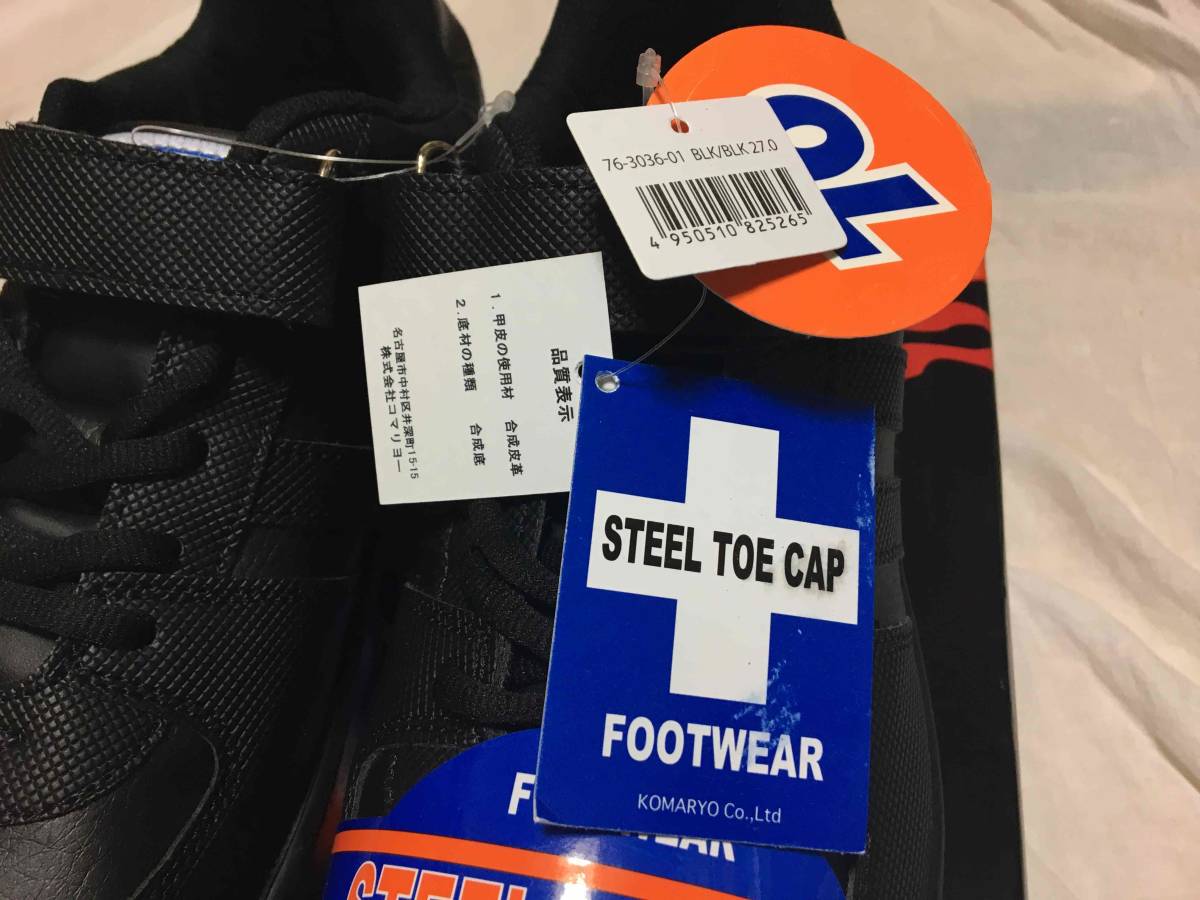 76-3036-01 BLK/BLK 27.0
4 950510 825265
品質表示
1.甲皮の使用材 合成皮革
2.底材の種類 合成底
名古屋市中村区井深町15-15
株式会社コマリヨー
STEEL TOE CAP
FOOTWEAR
KOMARYO Co.,Ltd
STEEL